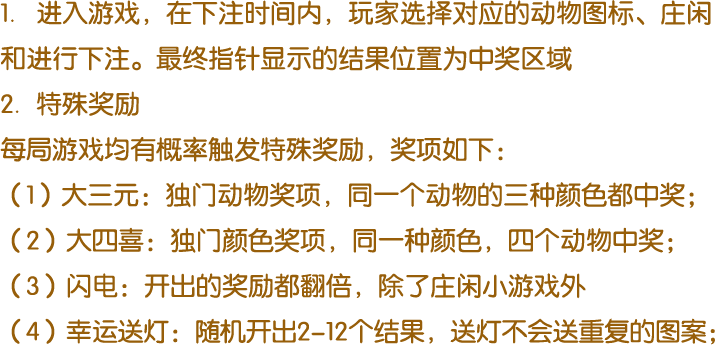 1. 进入游戏，在下注时间内，玩家选择对应的动物图标、庄闲
和进行下注。最终指针显示的结果位置为中奖区域
2. 特殊奖励
每局游戏均有概率触发特殊奖励，奖项如下：
（1）大三元：独门动物奖项，同一个动物的三种颜色都中奖；
（2）大四喜：独门颜色奖项，同一种颜色，四个动物中奖；
（3）闪电：开出的奖励都翻倍，除了庄闲小游戏外
（4）幸运送灯：随机开出2-12个结果，送灯不会送重复的图案；